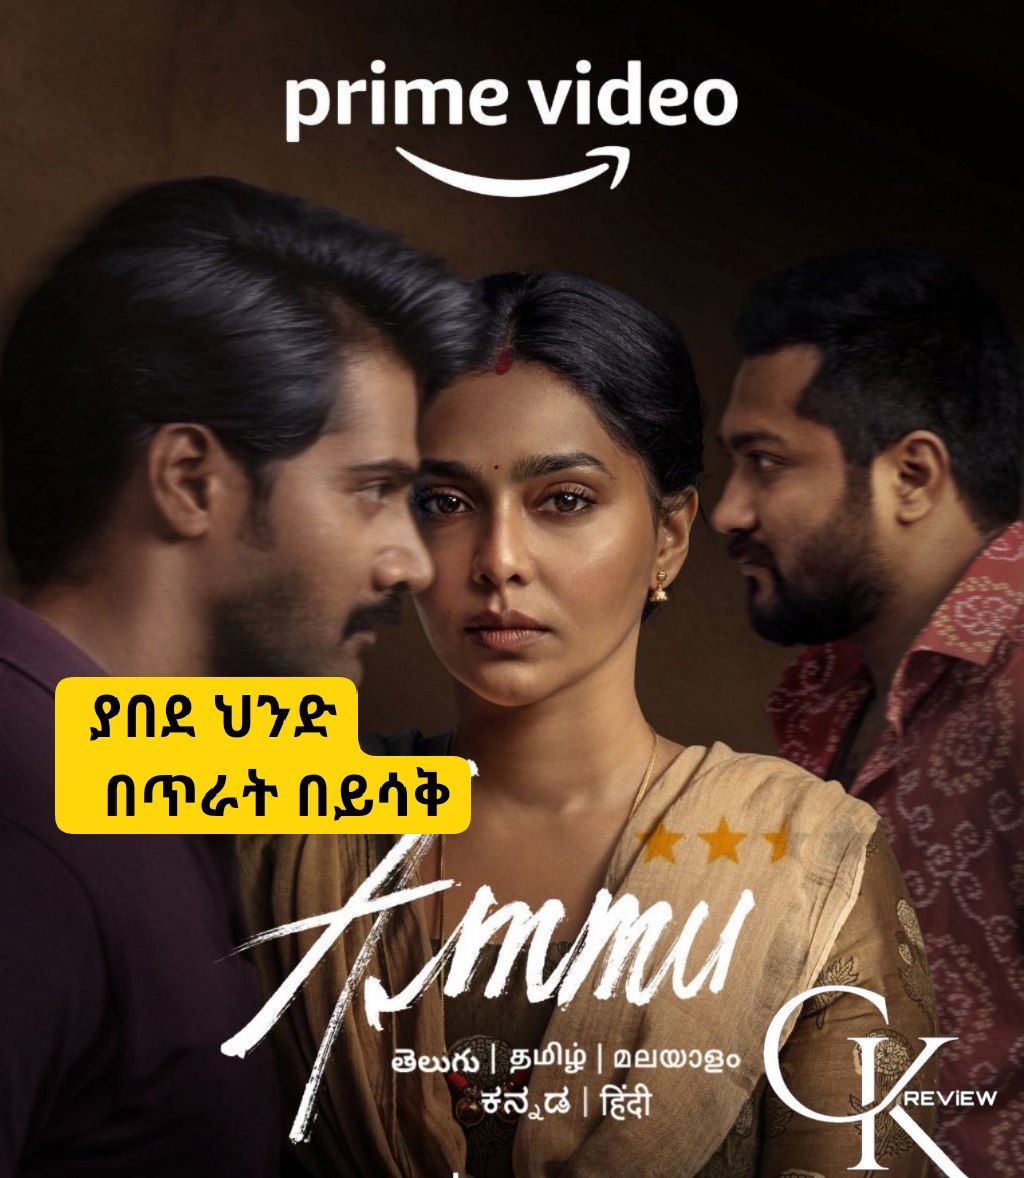 prime video
ያበደ ህንድ
በጥራት በይሳቅ
Ammu
తెలుగు | தமிழ் | മലയാളം
ಕನ್ನಡ | हिंदी
CK REVIEW